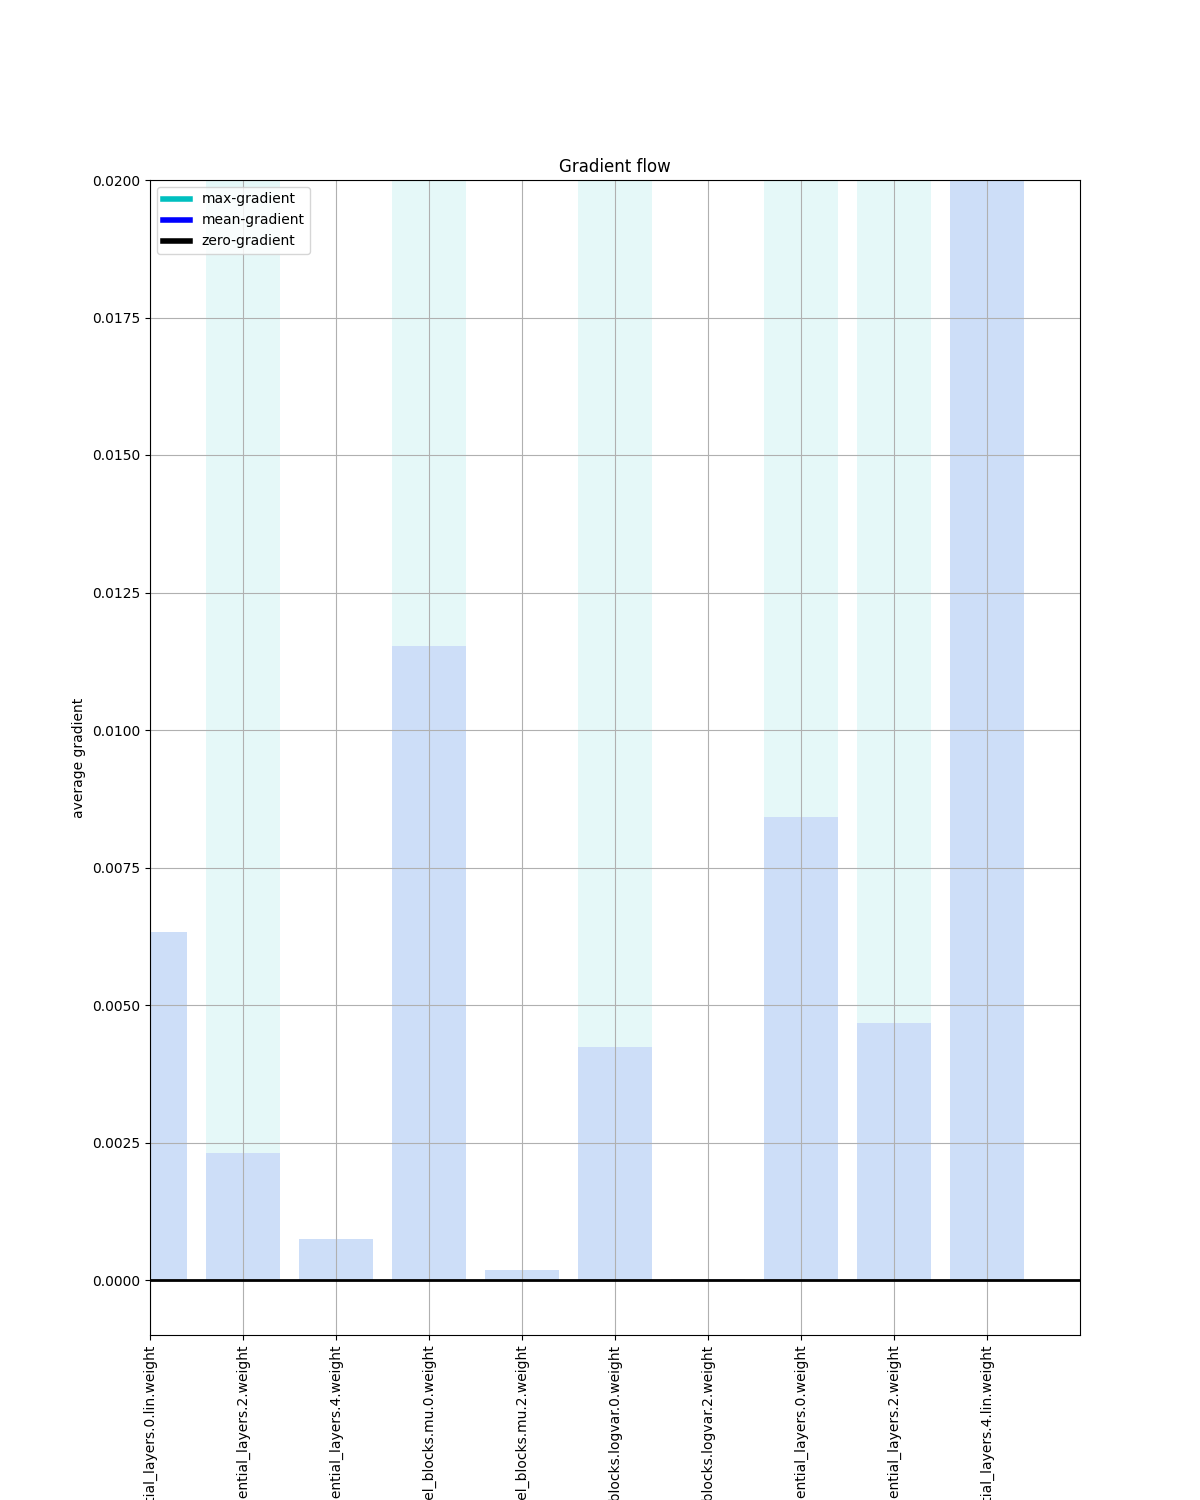 Gradient flow
max-gradient
mean-gradient
zero-gradient
0.0200
0.0175
0.0150
0.0125
0.0100
0.0075
0.0050
0.0025
0.0000
average gradient
tial_layers.0.lin.weight
ential_layers.2.weight
ential_layers.4.weight
el_blocks.mu.0.weight
el_blocks.mu.2.weight
blocks.logvar.0.weight
blocks.logvar.2.weight
ential_layers.0.weight
ential_layers.2.weight
tial_layers.4.lin.weight